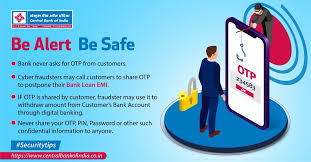 सेन्ट्रल बैंक ऑफ़ इंडिया
Central Bank of India
Be Alert Be Safe
Bank never asks for OTP from customers.
Cyber fraudsters may call customers to share OTP
to postpone their Bank Loan EMI.
IF OTP is shared by customer, fraudster may use it to
withdraw amount from Customer's Bank Account
through digital banking.
Never share your OTP, PIN, Password or other such
confidential information to anyone.
#Securitytips
https://www.centralbankofindia.co.in
OTP
234583